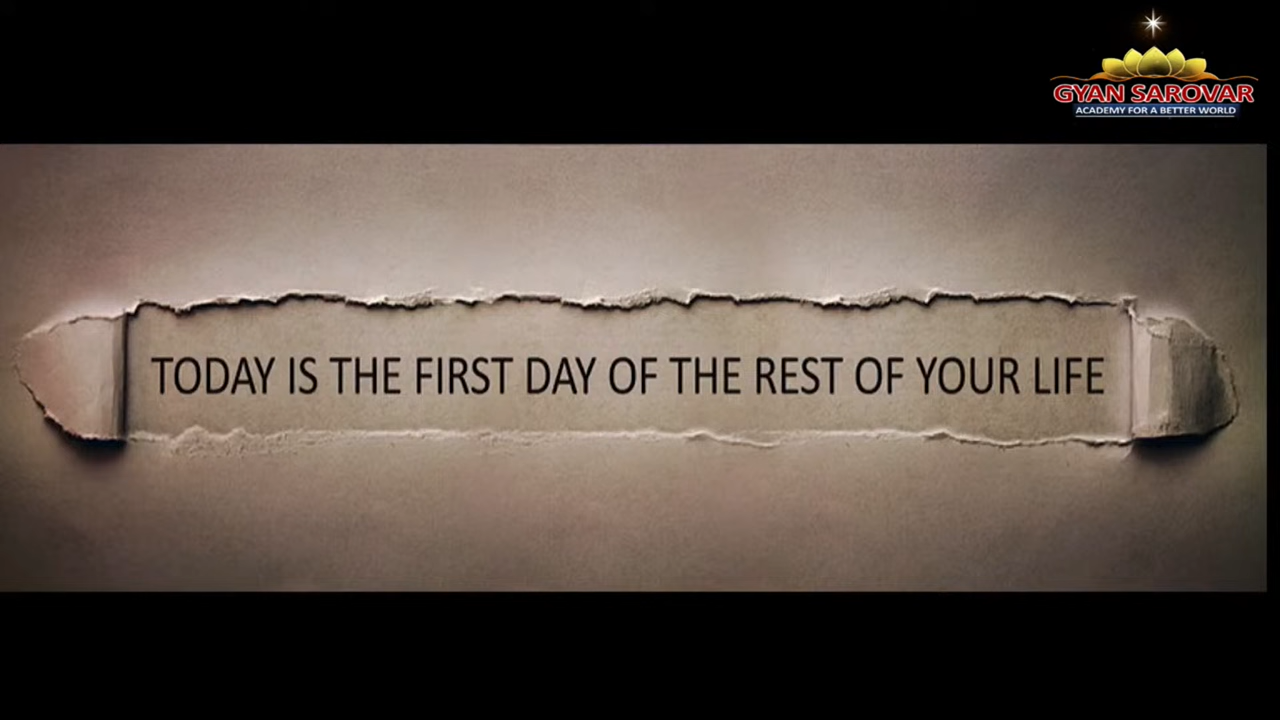 GYAN SAROVAR
ACADEMY FOR A BETTER WORLD
TODAY IS THE FIRST DAY OF THE REST OF YOUR LIFE